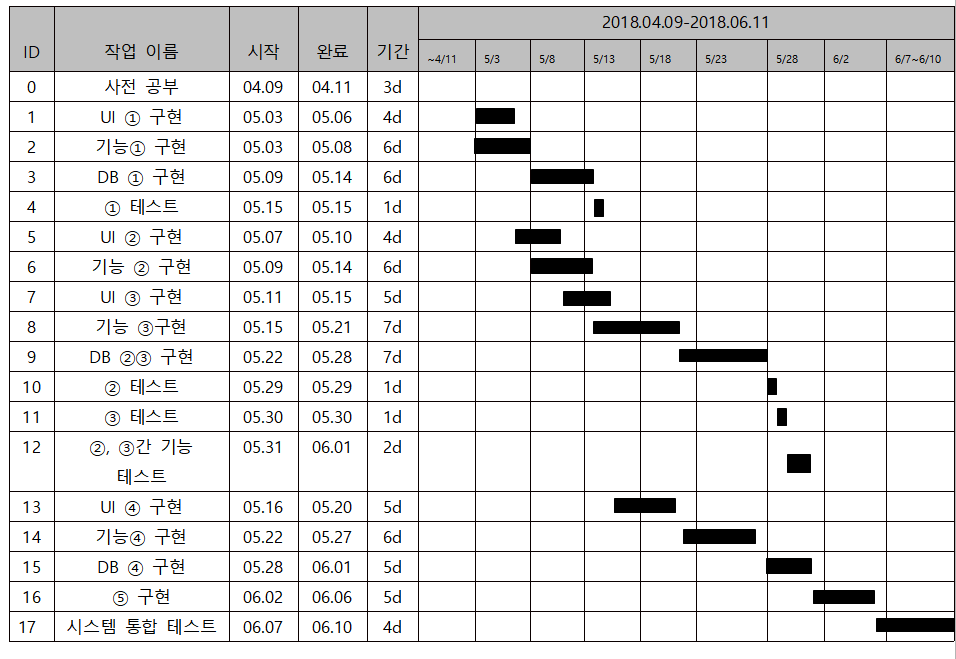 2018.04.09-2018.06.11
ID 작업 이름 시작 완료 기간 ~4/11 5/3 5/8 5/13 5/18 5/23 5/28 6/2 6/7~6/10
0 사전 공부 04.09 04.11 3d
1 UI ① 구현 05.03 05.06 4d
2 기능① 구현 05.03 05.08 6d
3 DB ① 구현 05.09 05.14 6d
4 ① 테스트 05.15 05.15 1d
5 UI ② 구현 05.07 05.10 4d
6 기능 ② 구현 05.09 05.14 6d
7 UI ③ 구현 05.11 05.15 5d
8 기능 ③구현 05.15 05.21 7d
9 DB ②③ 구현 05.22 05.28 7d
10 ② 테스트 05.29 05.29 1d
11 ③ 테스트 05.30 05.30 1d
12 ②, ③간 기능 05.31 06.01 2d
테스트
13 UI ④ 구현 05.16 05.20 5d
14 기능④ 구현 05.22 05.27 6d
15 DB ④ 구현 05.28 06.01 5d
16 ⑤ 구현 06.02 06.06 5d
17 시스템 통합 테스트 06.07 06.10 4d